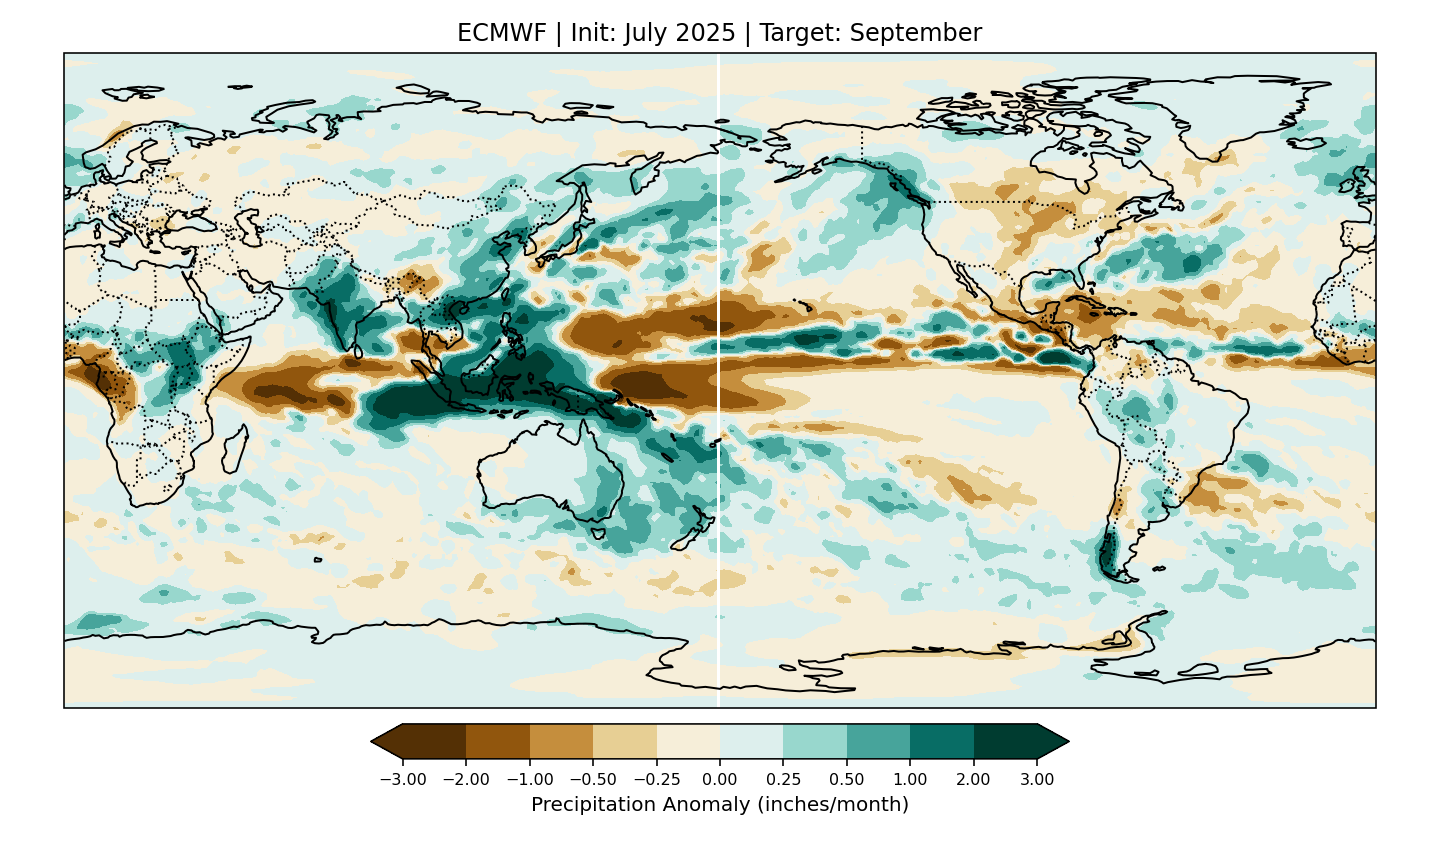 ECMWF | Init: July 2025 | Target: September
−3.00 −2.00 −1.00 −0.50 −0.25 0.00 0.25 0.50 1.00 2.00 3.00
Precipitation Anomaly (inches/month)